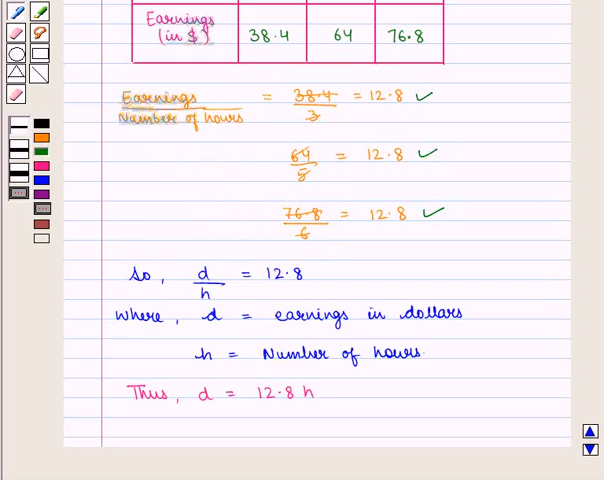 Earnings
(in $) 38.4 64 76.8
Earnings / Number of hours = 38.4 / 3 = 12.8 ✓
64 / 5 = 12.8 ✓
76.8 / 6 = 12.8 ✓
So, d / h = 12.8
where, d = earnings in dollars
h = Number of hours.
Thus, d = 12.8 h